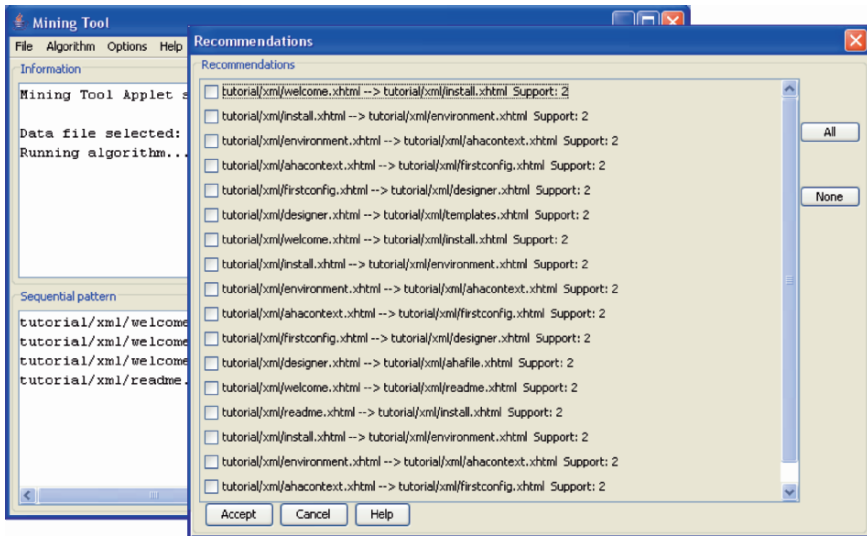 Mining Tool
File Algorithm Options Help
Information
Mining Tool Applet s
Data file selected:
Running algorithm...
Sequential pattern
tutorial/xml/welcome
tutorial/xml/welcome
tutorial/xml/welcome
tutorial/xml/readme.
Recommendations
Recommendations
tutorial/xml/welcome.xhtml --> tutorial/xml/install.xhtml Support: 2
tutorial/xml/install.xhtml --> tutorial/xml/environment.xhtml Support: 2
tutorial/xml/environment.xhtml --> tutorial/xml/ahacontext.xhtml Support: 2
tutorial/xml/ahacontext.xhtml --> tutorial/xml/firstconfig.xhtml Support: 2
tutorial/xml/firstconfig.xhtml --> tutorial/xml/designer.xhtml Support: 2
tutorial/xml/designer.xhtml --> tutorial/xml/templates.xhtml Support: 2
tutorial/xml/welcome.xhtml --> tutorial/xml/install.xhtml Support: 2
tutorial/xml/install.xhtml --> tutorial/xml/environment.xhtml Support: 2
tutorial/xml/environment.xhtml --> tutorial/xml/ahacontext.xhtml Support: 2
tutorial/xml/ahacontext.xhtml --> tutorial/xml/firstconfig.xhtml Support: 2
tutorial/xml/firstconfig.xhtml --> tutorial/xml/designer.xhtml Support: 2
tutorial/xml/designer.xhtml --> tutorial/xml/ahafile.xhtml Support: 2
tutorial/xml/welcome.xhtml --> tutorial/xml/readme.xhtml Support: 2
tutorial/xml/readme.xhtml --> tutorial/xml/install.xhtml Support: 2
tutorial/xml/install.xhtml --> tutorial/xml/environment.xhtml Support: 2
tutorial/xml/environment.xhtml --> tutorial/xml/ahacontext.xhtml Support: 2
tutorial/xml/ahacontext.xhtml --> tutorial/xml/firstconfig.xhtml Support: 2
All
None
Accept Cancel Help